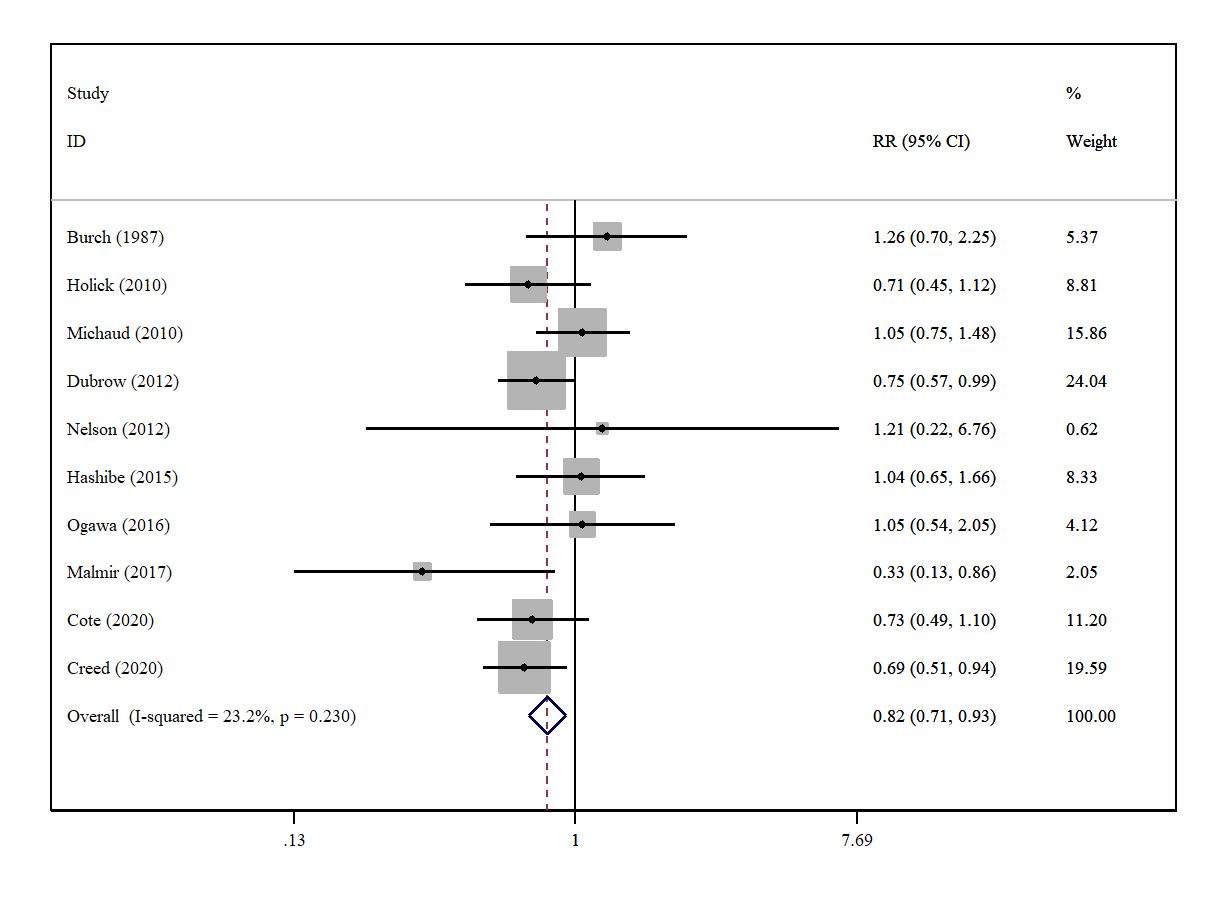 Study %
ID RR (95% CI) Weight
Burch (1987) 1.26 (0.70, 2.25) 5.37
Holick (2010) 0.71 (0.45, 1.12) 8.81
Michaud (2010) 1.05 (0.75, 1.48) 15.86
Dubrow (2012) 0.75 (0.57, 0.99) 24.04
Nelson (2012) 1.21 (0.22, 6.76) 0.62
Hashibe (2015) 1.04 (0.65, 1.66) 8.33
Ogawa (2016) 1.05 (0.54, 2.05) 4.12
Malmir (2017) 0.33 (0.13, 0.86) 2.05
Cote (2020) 0.73 (0.49, 1.10) 11.20
Creed (2020) 0.69 (0.51, 0.94) 19.59
Overall (I-squared = 23.2%, p = 0.230) 0.82 (0.71, 0.93) 100.00
.13 1 7.69